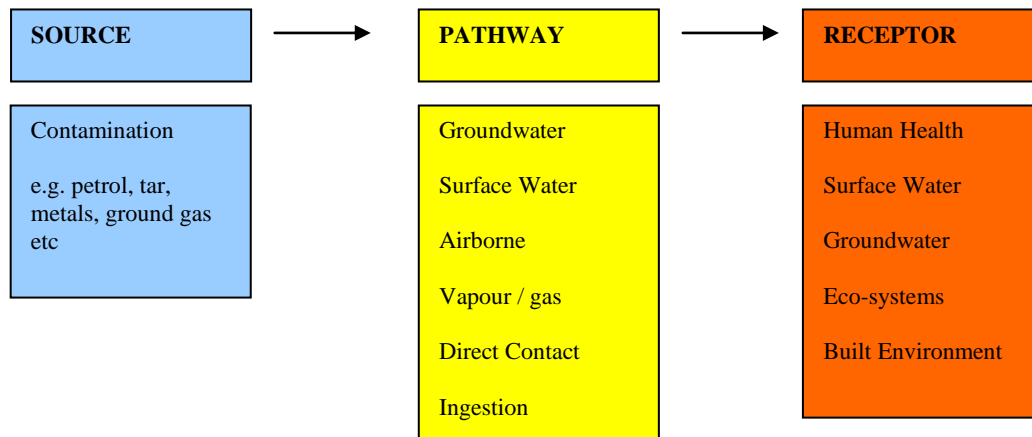 SOURCE
PATHWAY
RECEPTOR
Contamination
e.g. petrol, tar,
metals, ground gas
etc
Groundwater
Surface Water
Airborne
Vapour / gas
Direct Contact
Ingestion
Human Health
Surface Water
Groundwater
Eco-systems
Built Environment